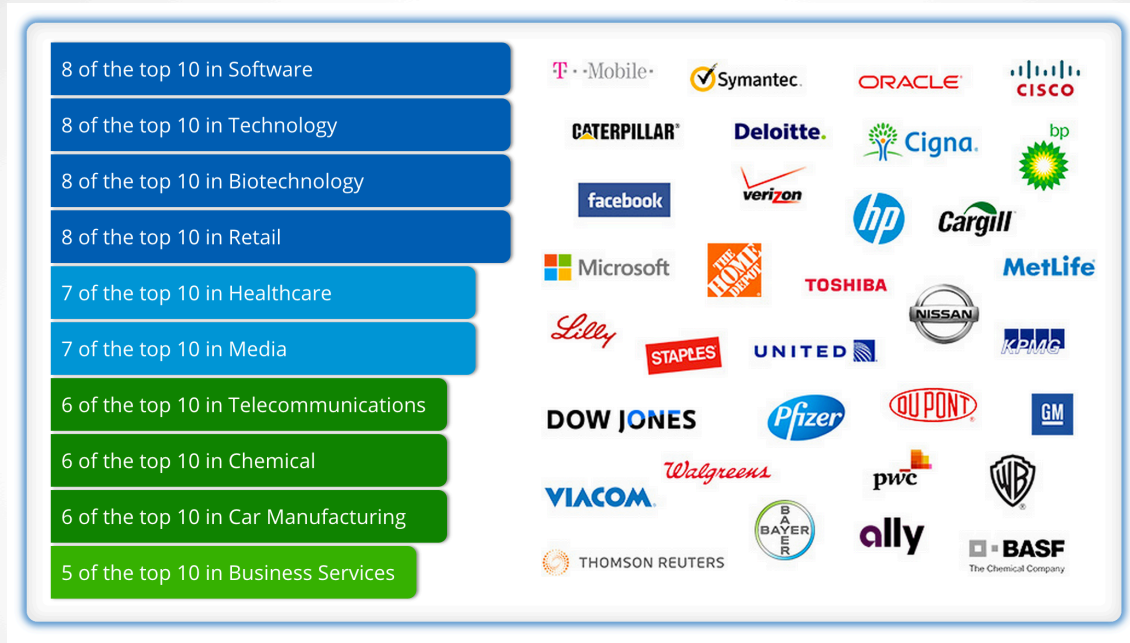 8 of the top 10 in Software
8 of the top 10 in Technology
8 of the top 10 in Biotechnology
8 of the top 10 in Retail
7 of the top 10 in Healthcare
7 of the top 10 in Media
6 of the top 10 in Telecommunications
6 of the top 10 in Chemical
6 of the top 10 in Car Manufacturing
5 of the top 10 in Business Services
T··Mobile·
Symantec.
ORACLE®
CISCO
CATERPILLAR®
Deloitte.
Cigna®
bp
facebook
verizon
hp
Cargill
Microsoft
THE
HOME
DEPOT
TOSHIBA
MetLife®
NISSAN
Lilly
STAPLES
UNITED
KPMG
DOW JONES
Pfizer
DU PONT®
GM
Walgreens
pwc
WB®
VIACOM®
BAYER
BAYER
ally
BASF
The Chemical Company
THOMSON REUTERS